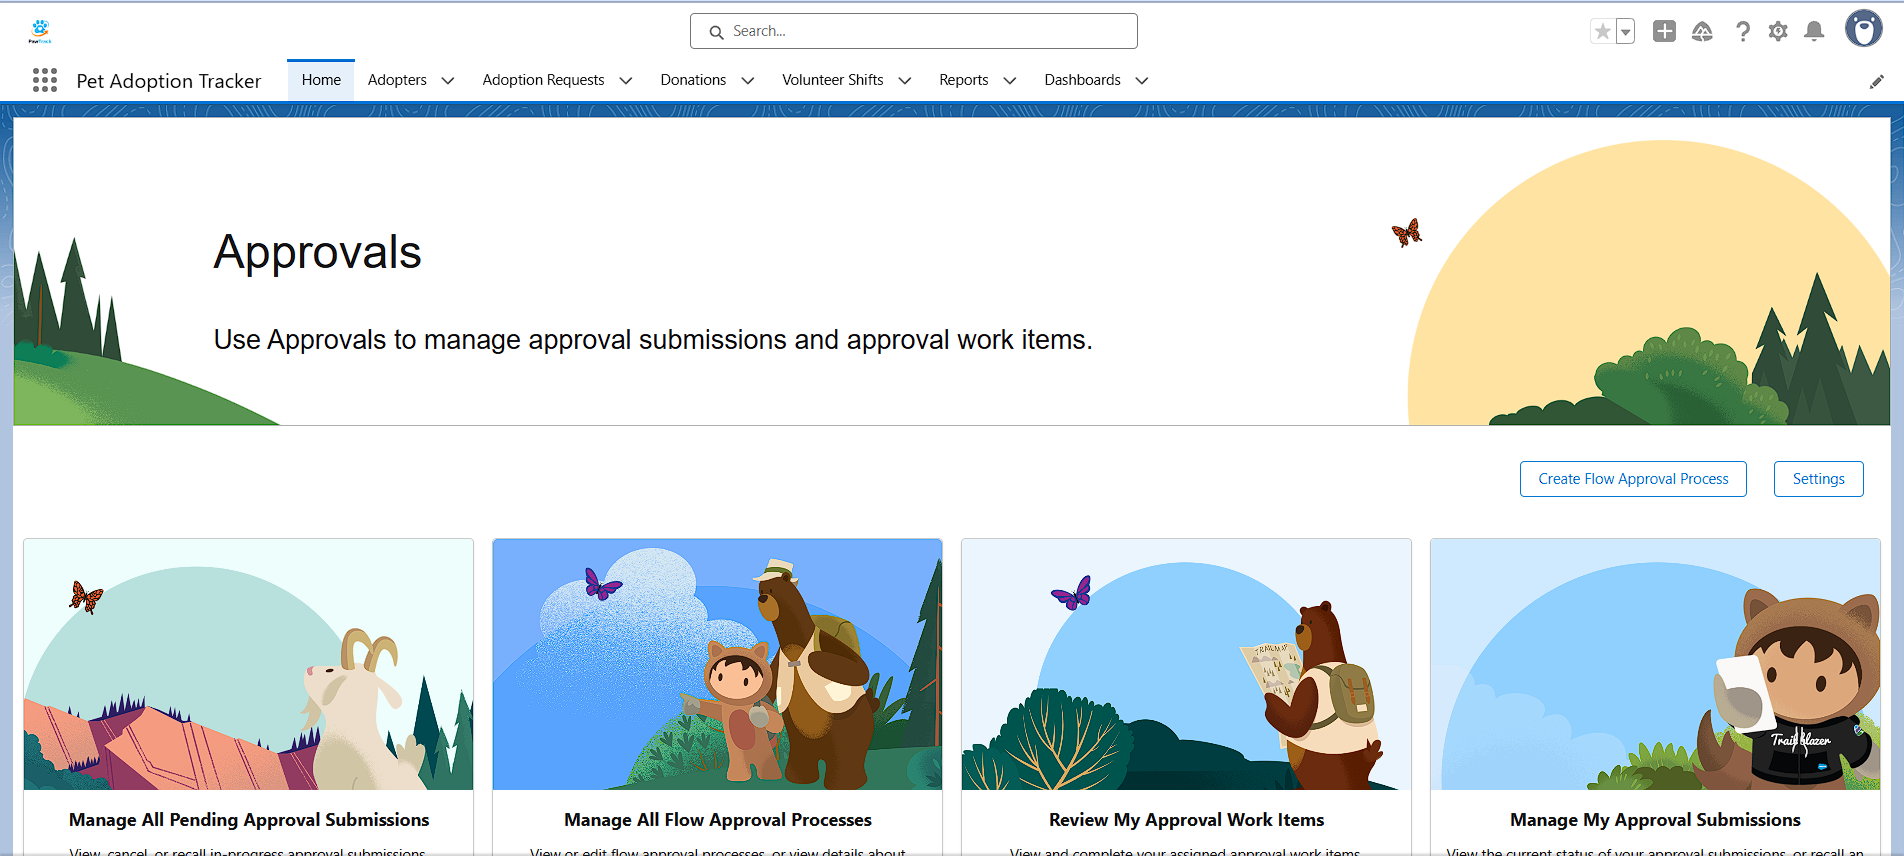 PawTrack
Search...
Pet Adoption Tracker
Home
Adopters
Adoption Requests
Donations
Volunteer Shifts
Reports
Dashboards
Approvals
Use Approvals to manage approval submissions and approval work items.
Create Flow Approval Process
Settings
TRAIL MAP
Trailblazer
Manage All Pending Approval Submissions
Manage All Flow Approval Processes
Review My Approval Work Items
Manage My Approval Submissions
View, cancel, or recall in-progress approval submissions
View or edit flow approval processes, or view details about
View and complete your assigned approval work items
View the current status of your approval submissions, or recall an